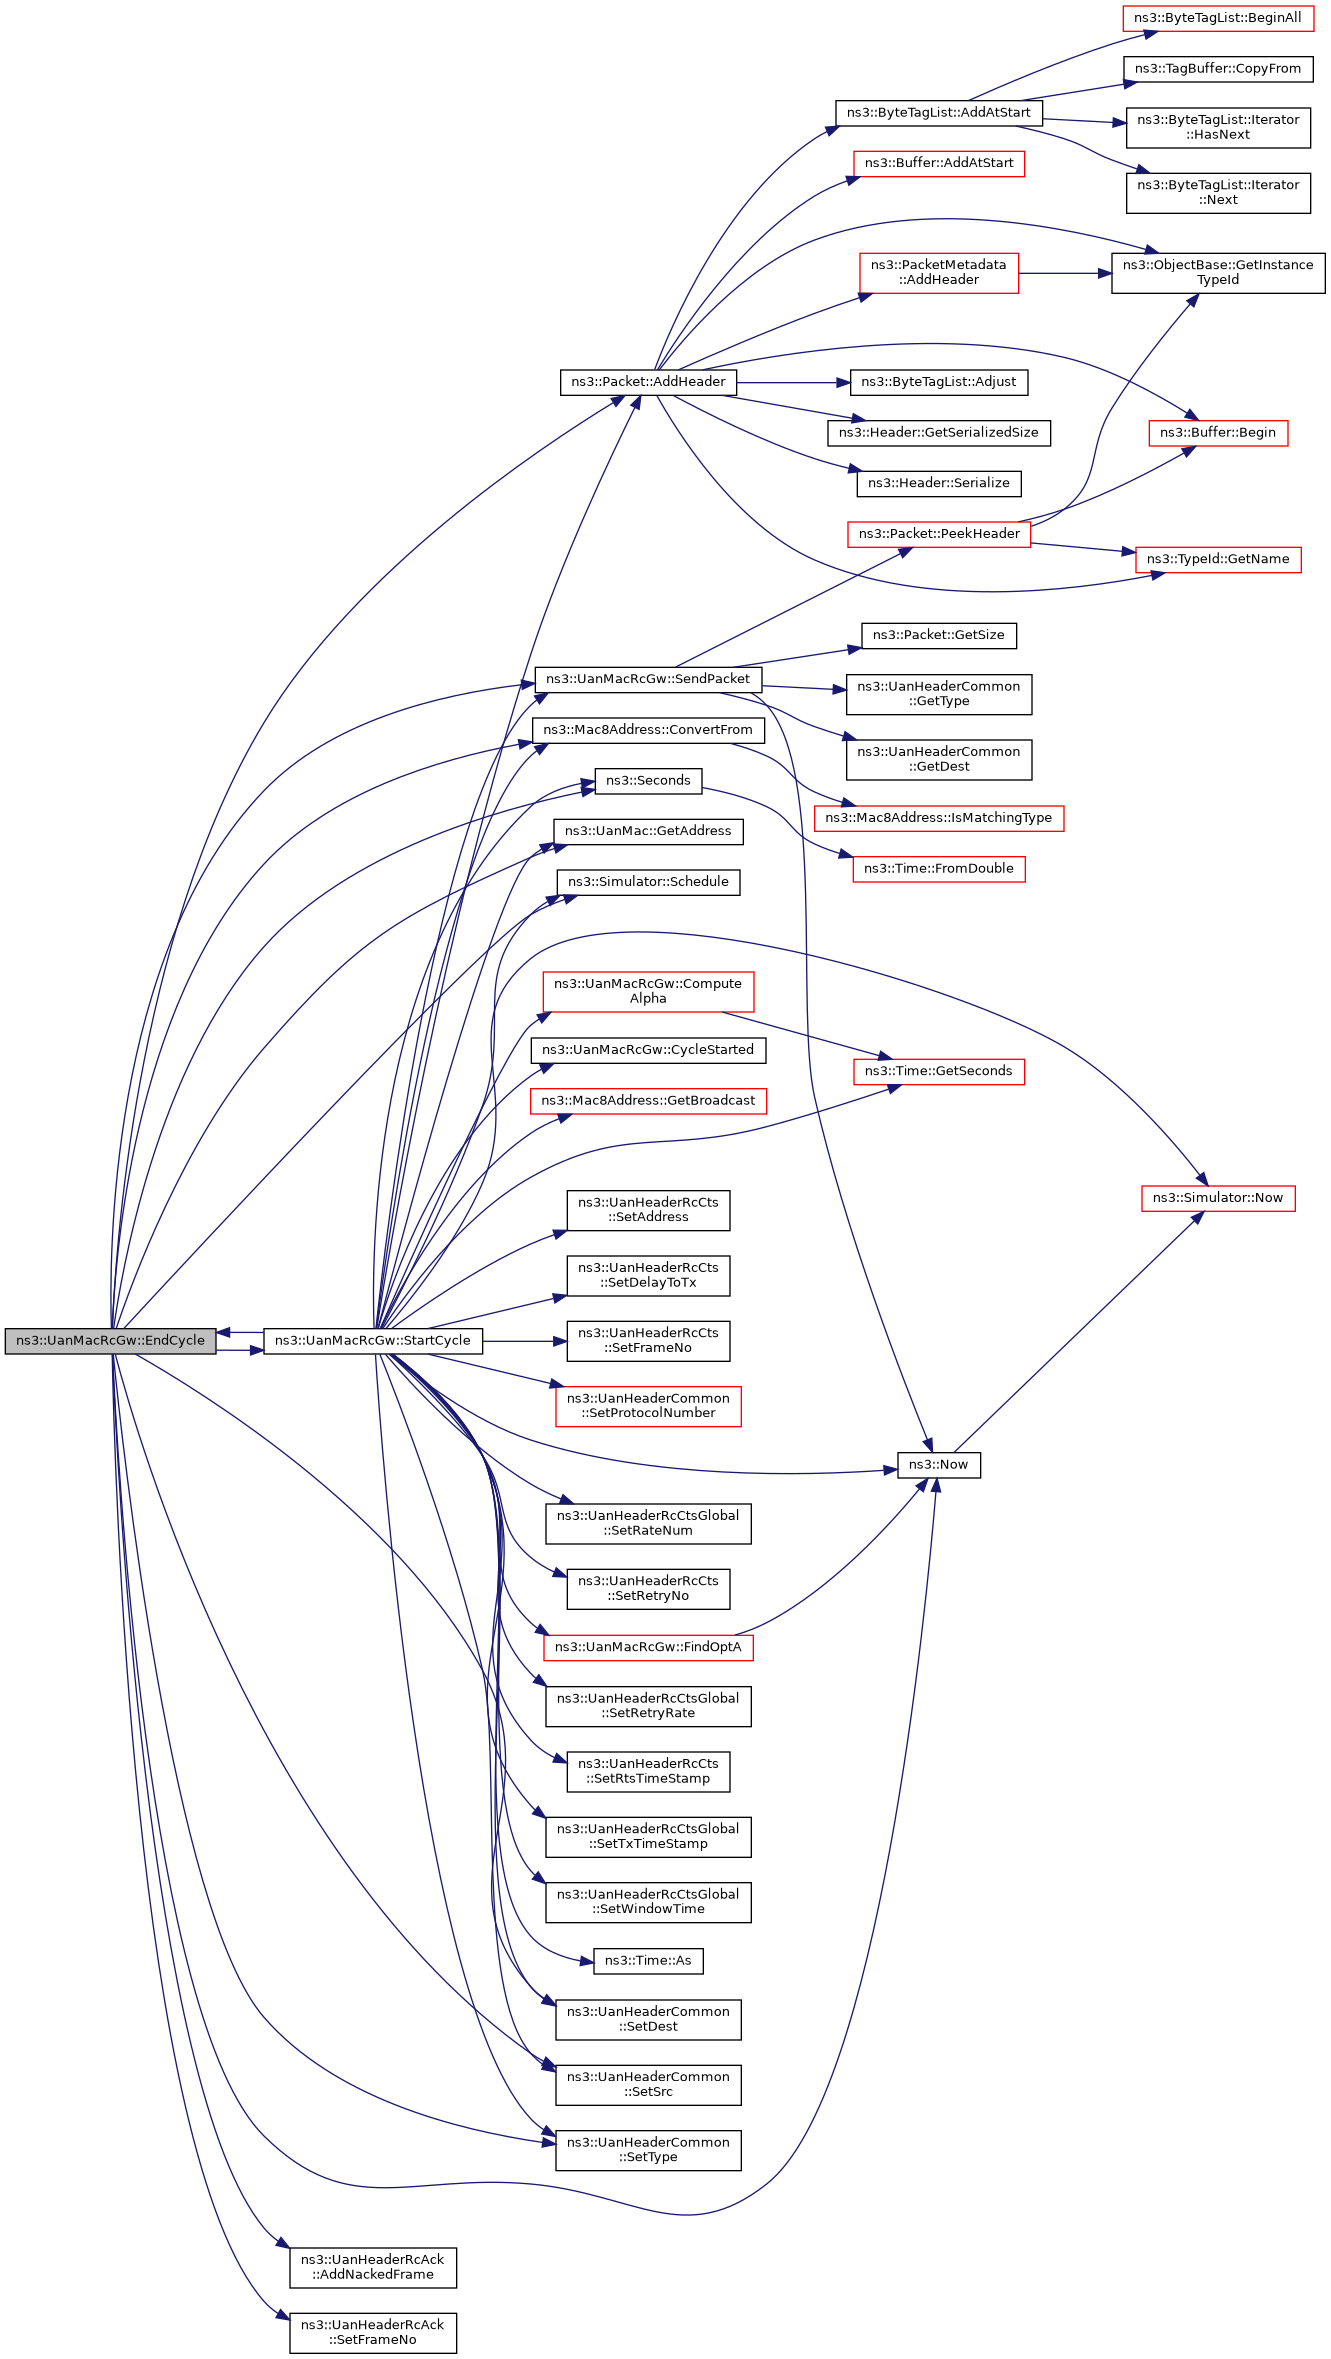 ns3::ByteTagList::BeginAll
ns3::TagBuffer::CopyFrom
ns3::ByteTagList::AddAtStart
ns3::ByteTagList::Iterator
::HasNext
ns3::Buffer::AddAtStart
ns3::ByteTagList::Iterator
::Next
ns3::PacketMetadata
::AddHeader
ns3::ObjectBase::GetInstance
TypeId
ns3::Packet::AddHeader
ns3::ByteTagList::Adjust
ns3::Header::GetSerializedSize
ns3::Buffer::Begin
ns3::Header::Serialize
ns3::Packet::PeekHeader
ns3::TypeId::GetName
ns3::Packet::GetSize
ns3::UanMacRcGw::SendPacket
ns3::UanHeaderCommon
::GetType
ns3::Mac8Address::ConvertFrom
ns3::UanHeaderCommon
::GetDest
ns3::Seconds
ns3::Mac8Address::IsMatchingType
ns3::UanMac::GetAddress
ns3::Time::FromDouble
ns3::Simulator::Schedule
ns3::UanMacRcGw::Compute
Alpha
ns3::UanMacRcGw::CycleStarted
ns3::Time::GetSeconds
ns3::Mac8Address::GetBroadcast
ns3::UanHeaderRcCts
::SetAddress
ns3::Simulator::Now
ns3::UanHeaderRcCts
::SetDelayToTx
ns3::UanMacRcGw::EndCycle
ns3::UanMacRcGw::StartCycle
ns3::UanHeaderRcCts
::SetFrameNo
ns3::UanHeaderCommon
::SetProtocolNumber
ns3::Now
ns3::UanHeaderRcCtsGlobal
::SetRateNum
ns3::UanHeaderRcCts
::SetRetryNo
ns3::UanMacRcGw::FindOptA
ns3::UanHeaderRcCtsGlobal
::SetRetryRate
ns3::UanHeaderRcCts
::SetRtsTimeStamp
ns3::UanHeaderRcCtsGlobal
::SetTxTimeStamp
ns3::UanHeaderRcCtsGlobal
::SetWindowTime
ns3::Time::As
ns3::UanHeaderCommon
::SetDest
ns3::UanHeaderCommon
::SetSrc
ns3::UanHeaderCommon
::SetType
ns3::UanHeaderRcAck
::AddNackedFrame
ns3::UanHeaderRcAck
::SetFrameNo